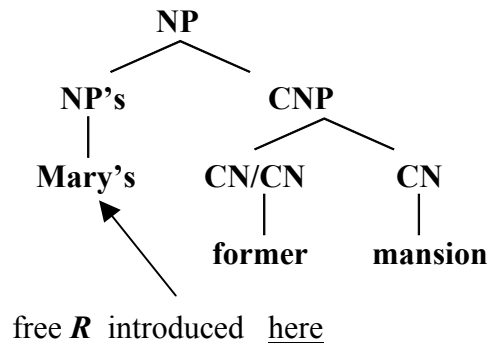 NP
NP’s CNP
Mary’s CN/CN CN
former mansion
free R introduced here